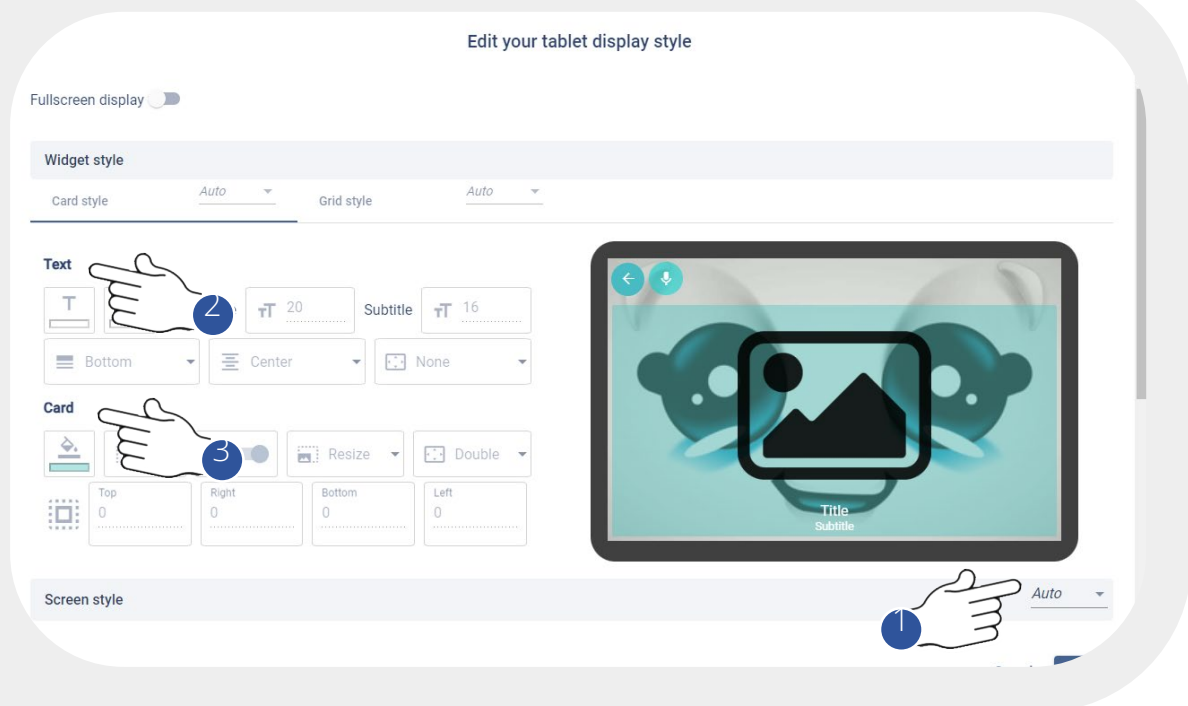 Edit your tablet display style
Fullscreen display
Widget style
Card style Auto Grid style Auto
Text
T 2 TT 20 Subtitle TT 16
Bottom Center None
Card
3 Resize Double
Top Right Bottom Left
0 0 0 0
Title
Subtitle
Screen style Auto
1